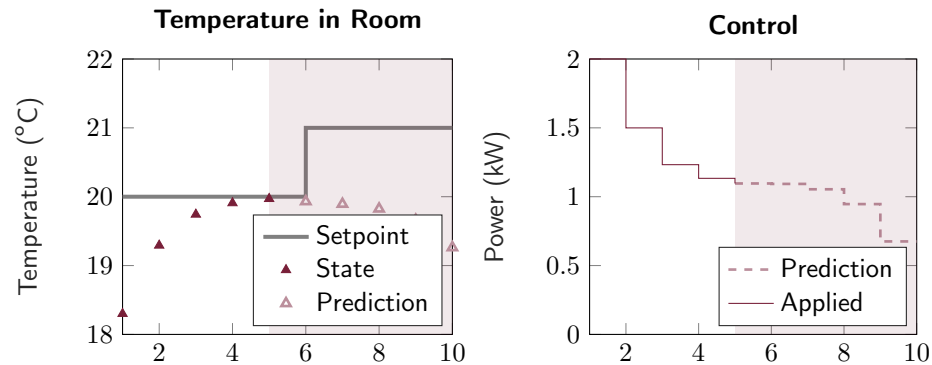 Temperature in Room
Temperature (°C)
22
21
20
19
18
2 4 6 8 10
Setpoint
State
Prediction
Control
Power (kW)
2
1.5
1
0.5
0
2 4 6 8 10
Prediction
Applied